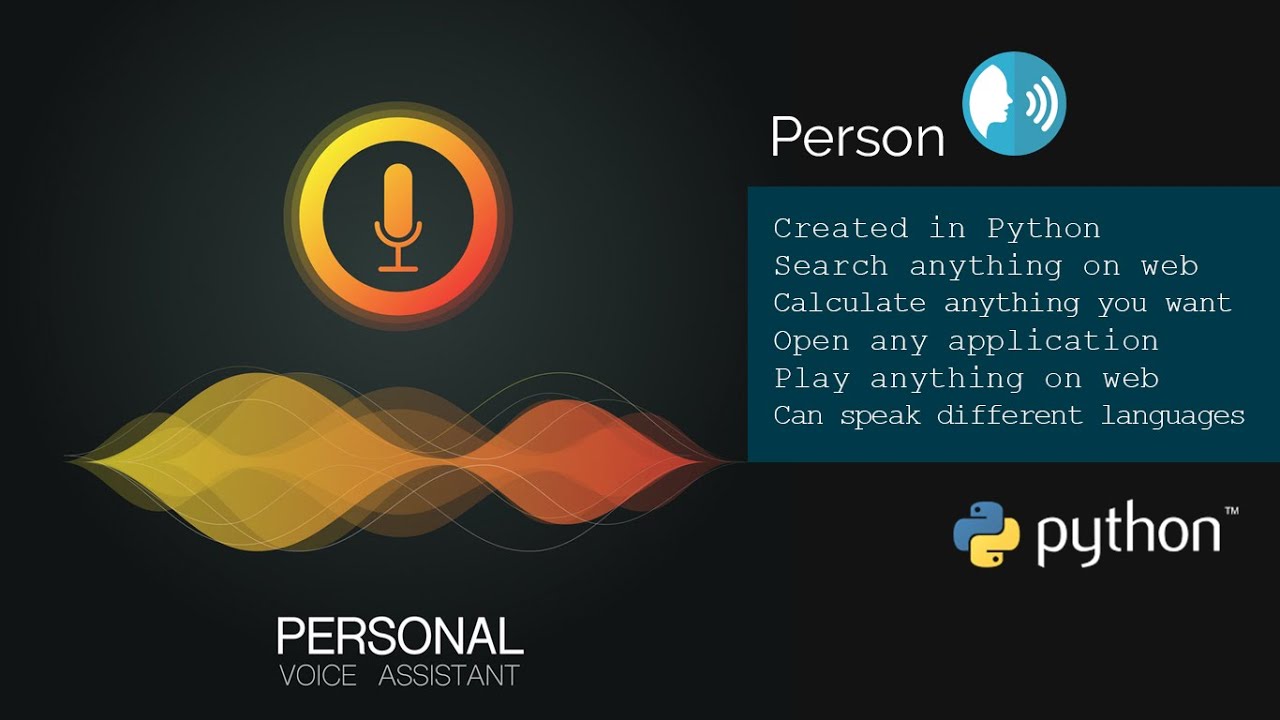 Person
Created in Python
Search anything on web
Calculate anything you want
Open any application
Play anything on web
Can speak different languages
python™
PERSONAL
VOICE ASSISTANT